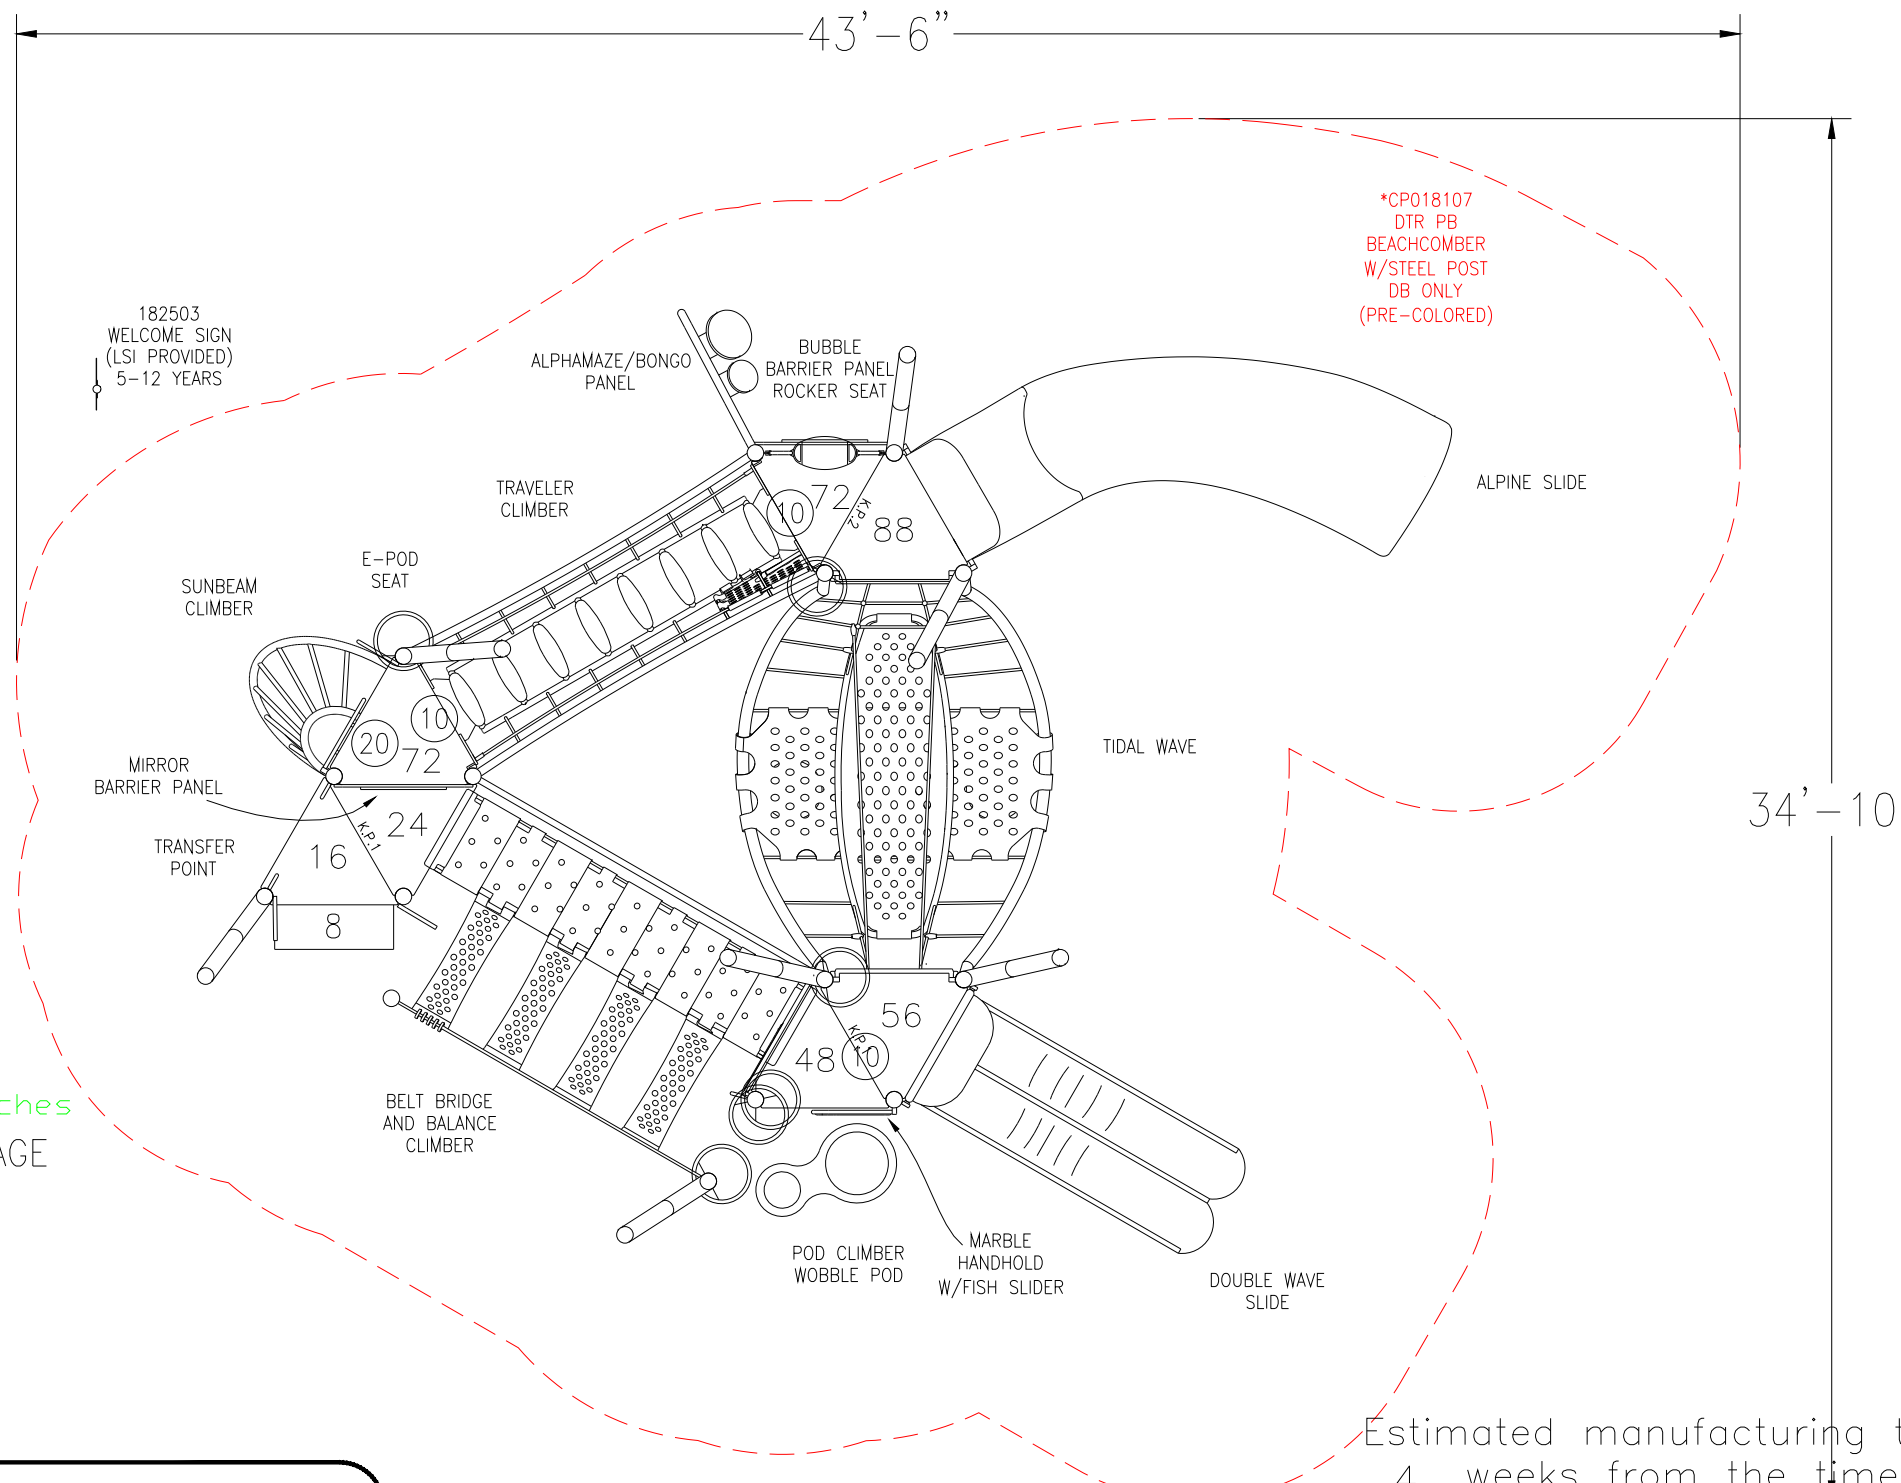 43'-6"
*CP018107
DTR PB
BEACHCOMBER
W/STEEL POST
DB ONLY
(PRE-COLORED)
182503
WELCOME SIGN
(LSI PROVIDED)
5-12 YEARS
ALPHAMAZE/BONGO
PANEL
BUBBLE
BARRIER PANEL
ROCKER SEAT
TRAVELER
CLIMBER
72
10
K.P.2
88
ALPINE SLIDE
E-POD
SEAT
SUNBEAM
CLIMBER
10
20
72
TIDAL WAVE
MIRROR
BARRIER PANEL
34'-10
24
K.P.1
16
TRANSFER
POINT
8
56
48
10
ches
AGE
BELT BRIDGE
AND BALANCE
CLIMBER
POD CLIMBER
WOBBLE POD
MARBLE
HANDHOLD
W/FISH SLIDER
DOUBLE WAVE
SLIDE
Estimated manufacturing t
4 weeks from the time